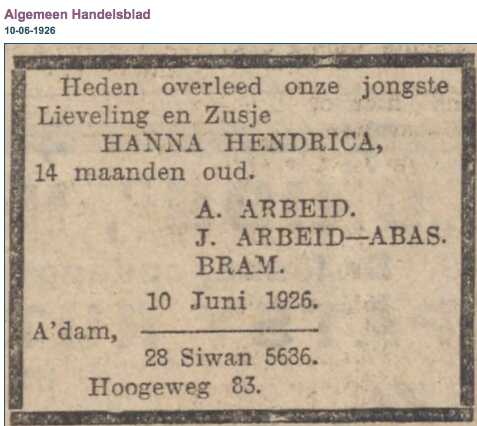 Algemeen Handelsblad
10-06-1926
Heden overleed onze jongste
Lieveling en Zusje
HANNA HENDRICA,
14 maanden oud.
A. ARBEID.
J. ARBEID—ABAS.
BRAM.
10 Juni 1926.
A'dam,
28 Siwan 5636.
Hoogeweg 83.